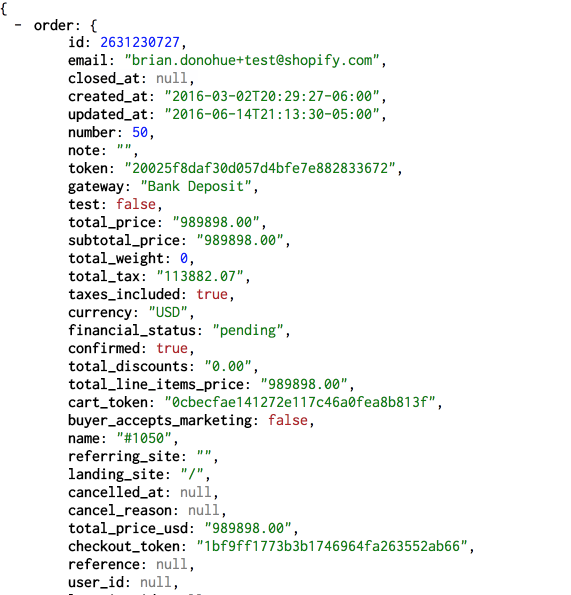 {
- order: {
id: 2631230727,
email: "brian.donohue+test@shopify.com",
closed_at: null,
created_at: "2016-03-02T20:29:27-06:00",
updated_at: "2016-06-14T21:13:30-05:00",
number: 50,
note: "",
token: "20025f8daf30d057d4bfe7e882833672",
gateway: "Bank Deposit",
test: false,
total_price: "989898.00",
subtotal_price: "989898.00",
total_weight: 0,
total_tax: "113882.07",
taxes_included: true,
currency: "USD",
financial_status: "pending",
confirmed: true,
total_discounts: "0.00",
total_line_items_price: "989898.00",
cart_token: "0cbecfae141272e117c46a0fea8b813f",
buyer_accepts_marketing: false,
name: "#1050",
referring_site: "",
landing_site: "/",
cancelled_at: null,
cancel_reason: null,
total_price_usd: "989898.00",
checkout_token: "1bf9ff1773b3b1746964fa263552ab66",
reference: null,
user_id: null,